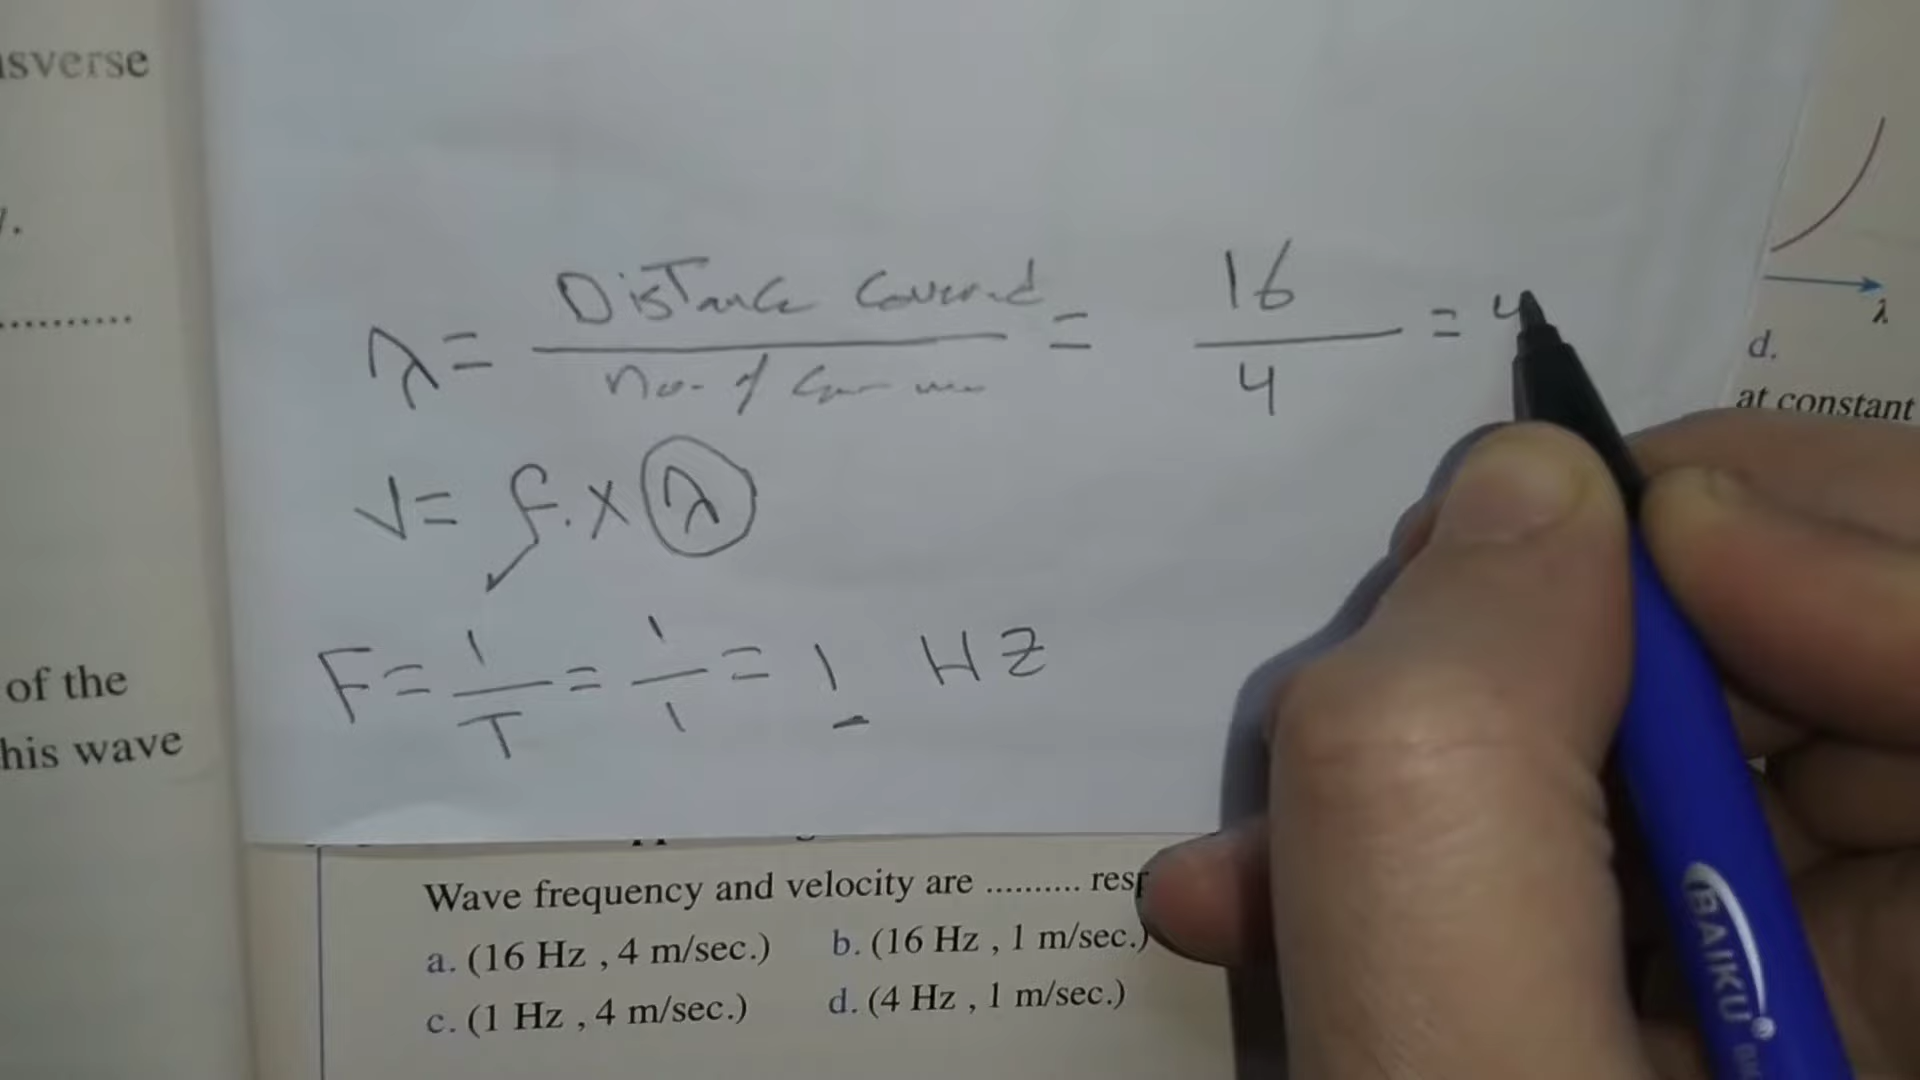 sverse
of the
his wave
λ = Distance Covered / no. of = 16 / 4 = 4
V = f. x λ
F = 1 / T = 1 / 1 = 1 HZ
Wave frequency and velocity are ..........
a. (16 Hz , 4 m/sec.) b. (16 Hz , 1 m/sec.)
c. (1 Hz , 4 m/sec.) d. (4 Hz , 1 m/sec.)
λ
d.
at constant
BAIKU